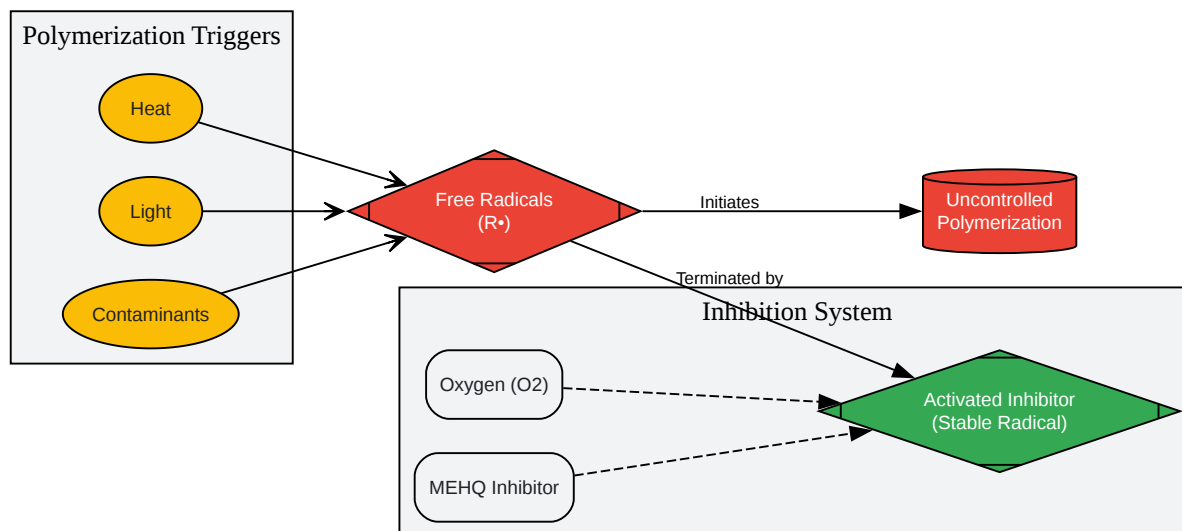 Polymerization Triggers
Heat
Light
Contaminants
Free Radicals
(R•)
Initiates
Uncontrolled
Polymerization
Terminated by
Inhibition System
Oxygen (O2)
MEHQ Inhibitor
Activated Inhibitor
(Stable Radical)